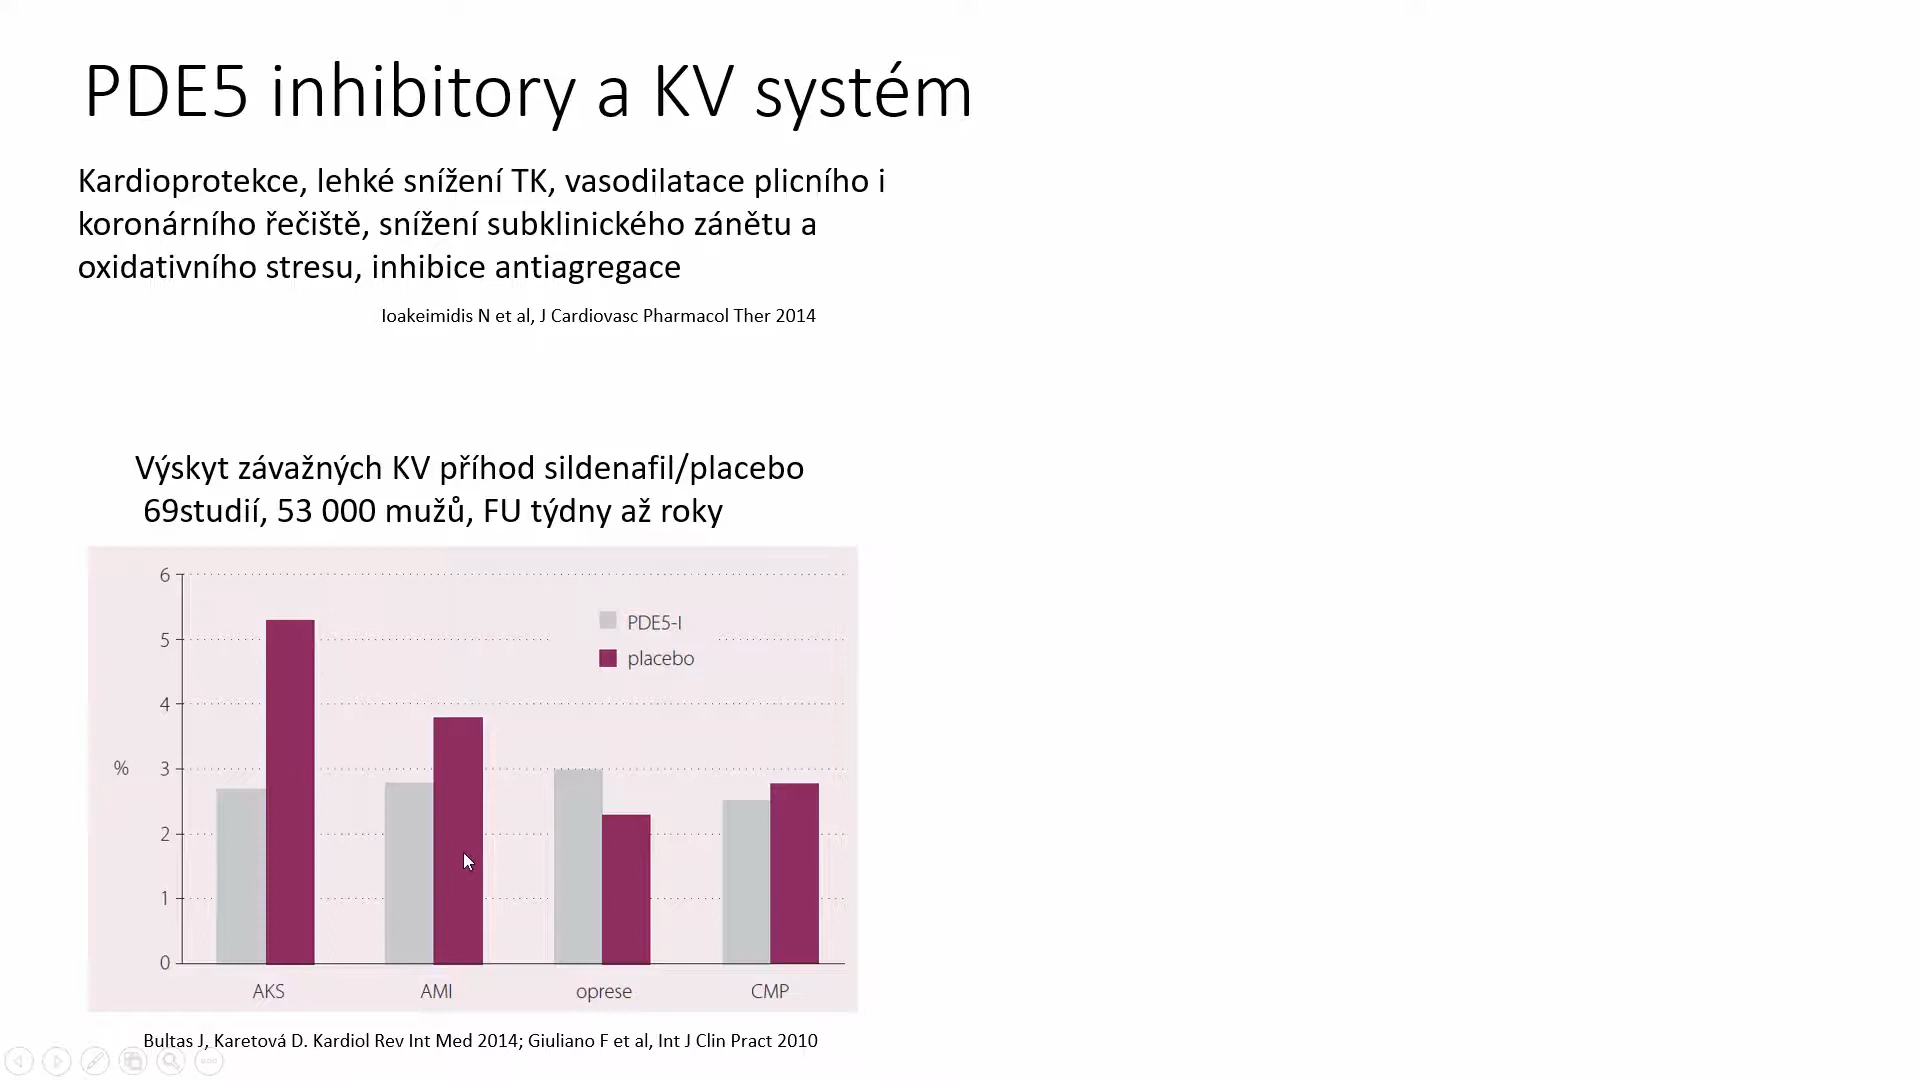 PDE5 inhibitory a KV systém
Kardioprotekce, lehké snížení TK, vasodilatace plicního i
koronárního řečiště, snížení subklinického zánětu a
oxidativního stresu, inhibice antiagregace
Ioakeimidis N et al, J Cardiovasc Pharmacol Ther 2014
Výskyt závažných KV příhod sildenafil/placebo
69studií, 53 000 mužů, FU týdny až roky
6
5
4
3
2
1
0
%
PDE5-I
placebo
AKS
AMI
oprese
CMP
Bultas J, Karetová D. Kardiol Rev Int Med 2014; Giuliano F et al, Int J Clin Pract 2010